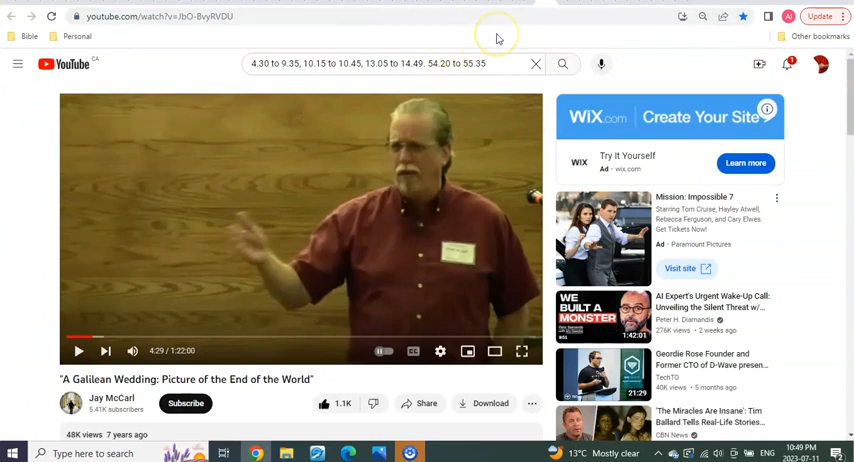 youtube.com/watch?v=JbO-BvyRVDU
Update
Bible
Personal
Other bookmarks
YouTube CA
4.30 to 9.35, 10.15 to 10.45, 13.05 to 14.49. 54.20 to 55.35
1
WiX.com Create Your Site
WiX
Try It Yourself
Ad • wix.com
Learn more
Mission: Impossible 7
Starring Tom Cruise, Hayley Atwell,
Rebecca Ferguson, and Cary Elwes.
Get Tickets Now!
Ad • Paramount Pictures
Visit site
WE
BUILT A
MONSTER
1:42:01
AI Expert's Urgent Wake-Up Call:
Unveiling the Silent Threat w/...
Peter H. Diamandis
276K views • 2 weeks ago
21:29
Geordie Rose Founder and
Former CTO of D-Wave presen...
TechTO
40K views • 5 months ago
'The Miracles Are Insane': Tim
Ballard Tells Real-Life Stories...
CBN News
4:29 / 1:22:00
"A Galilean Wedding: Picture of the End of the World"
Jay McCarl
5.41K subscribers
Subscribe
1.1K
Share
Download
48K views 7 years ago
Type here to search
13°C Mostly clear
ENG
10:49 PM
2023-07-11
2